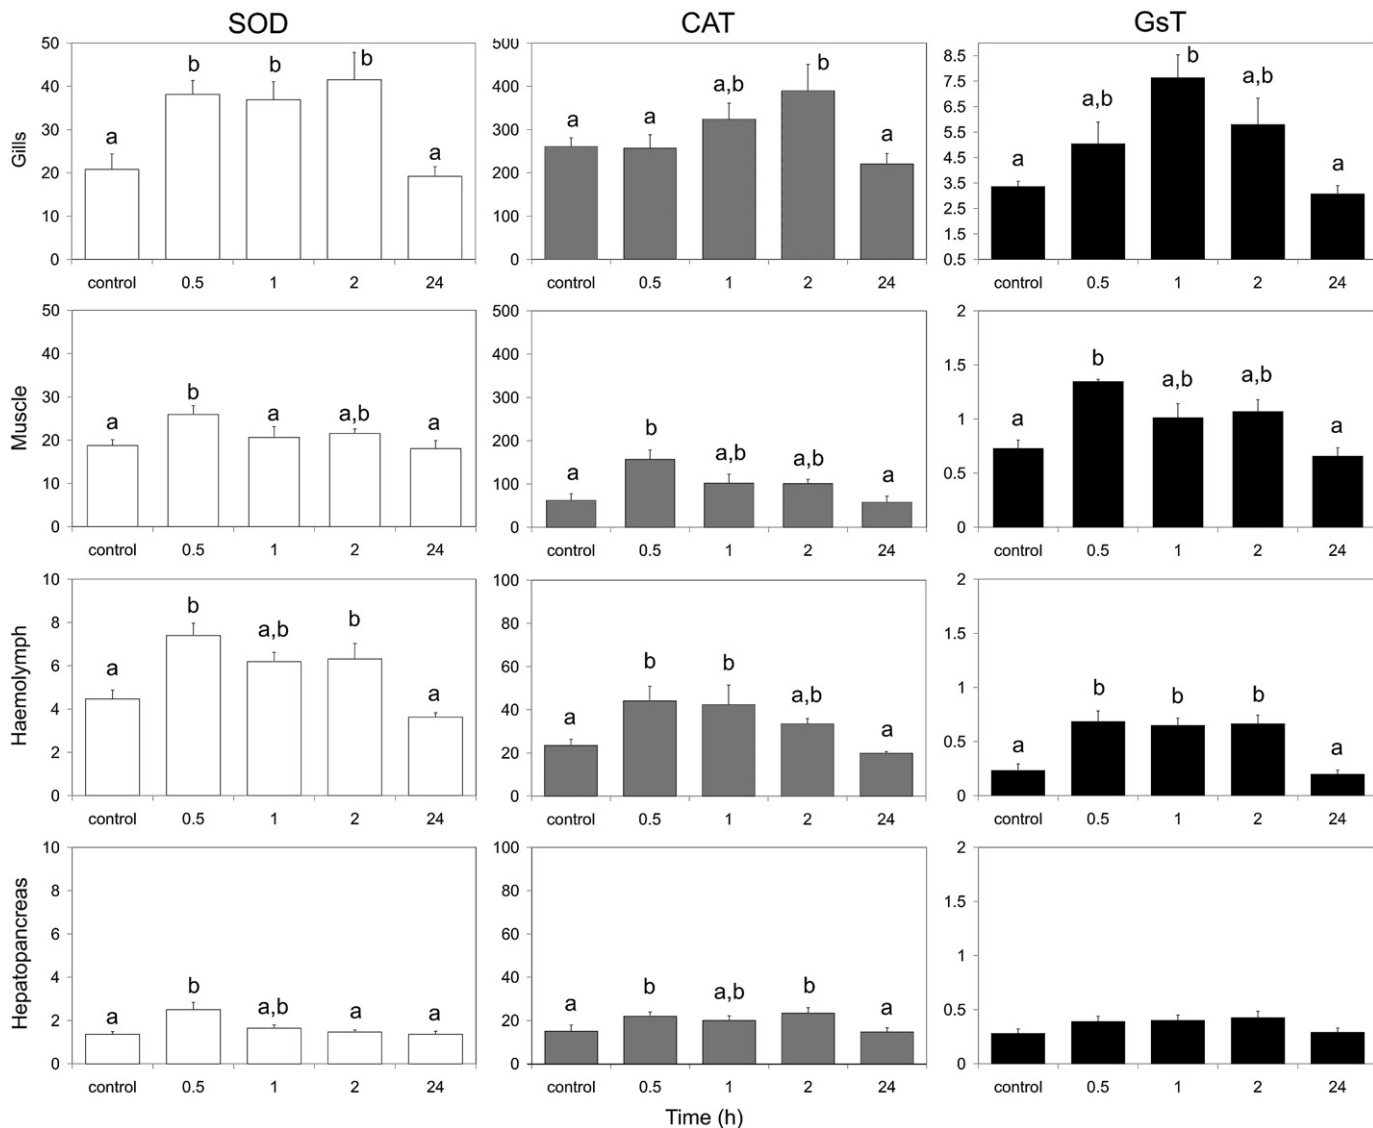 SOD CAT GsT
Gills
50 40 30 20 10 0
a b b b a
control 0.5 1 2 24
500 400 300 200 100 0
a a a,b b a
control 0.5 1 2 24
8.5 7.5 6.5 5.5 4.5 3.5 2.5 1.5 0.5
a a,b b a,b a
control 0.5 1 2 24
Muscle
50 40 30 20 10 0
a b a a,b a
control 0.5 1 2 24
500 400 300 200 100 0
a b a,b a,b a
control 0.5 1 2 24
2 1.5 1 0.5 0
a b a,b a,b a
control 0.5 1 2 24
Haemolymph
10 8 6 4 2 0
a b a,b b a
control 0.5 1 2 24
100 80 60 40 20 0
a b b a,b a
control 0.5 1 2 24
2 1.5 1 0.5 0
a b b b a
control 0.5 1 2 24
Hepatopancreas
10 8 6 4 2 0
a b a,b a a
control 0.5 1 2 24
100 80 60 40 20 0
a b a,b b a
control 0.5 1 2 24
2 1.5 1 0.5 0
control 0.5 1 2 24
Time (h)